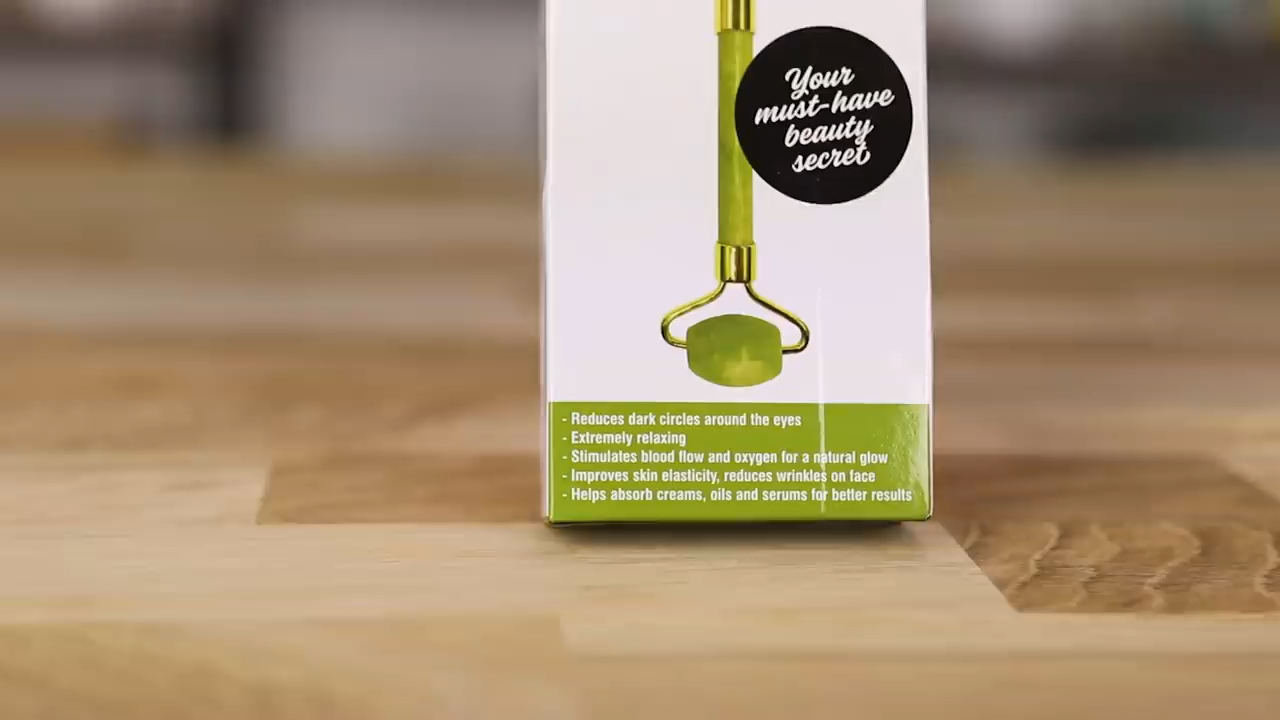 Your
must-have
beauty
secret
- Reduces dark circles around the eyes
- Extremely relaxing
- Stimulates blood flow and oxygen for a natural glow
- Improves skin elasticity, reduces wrinkles on face
- Helps absorb creams, oils and serums for better results